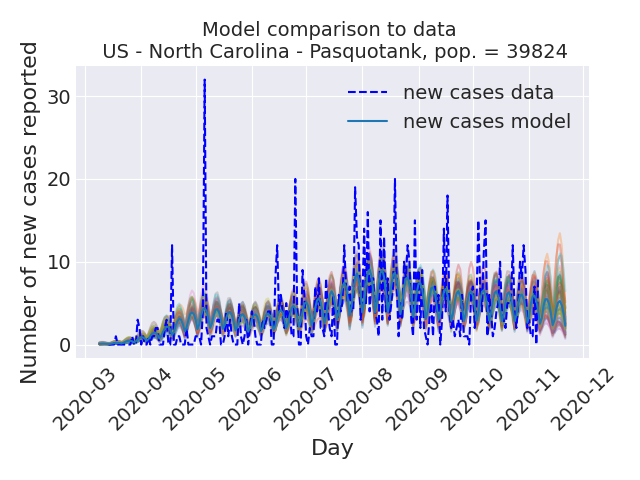 Model comparison to data
US - North Carolina - Pasquotank, pop. = 39824
Number of new cases reported
30
20
10
0
new cases data
new cases model
2020-03
2020-04
2020-05
2020-06
2020-07
2020-08
2020-09
2020-10
2020-11
2020-12
Day